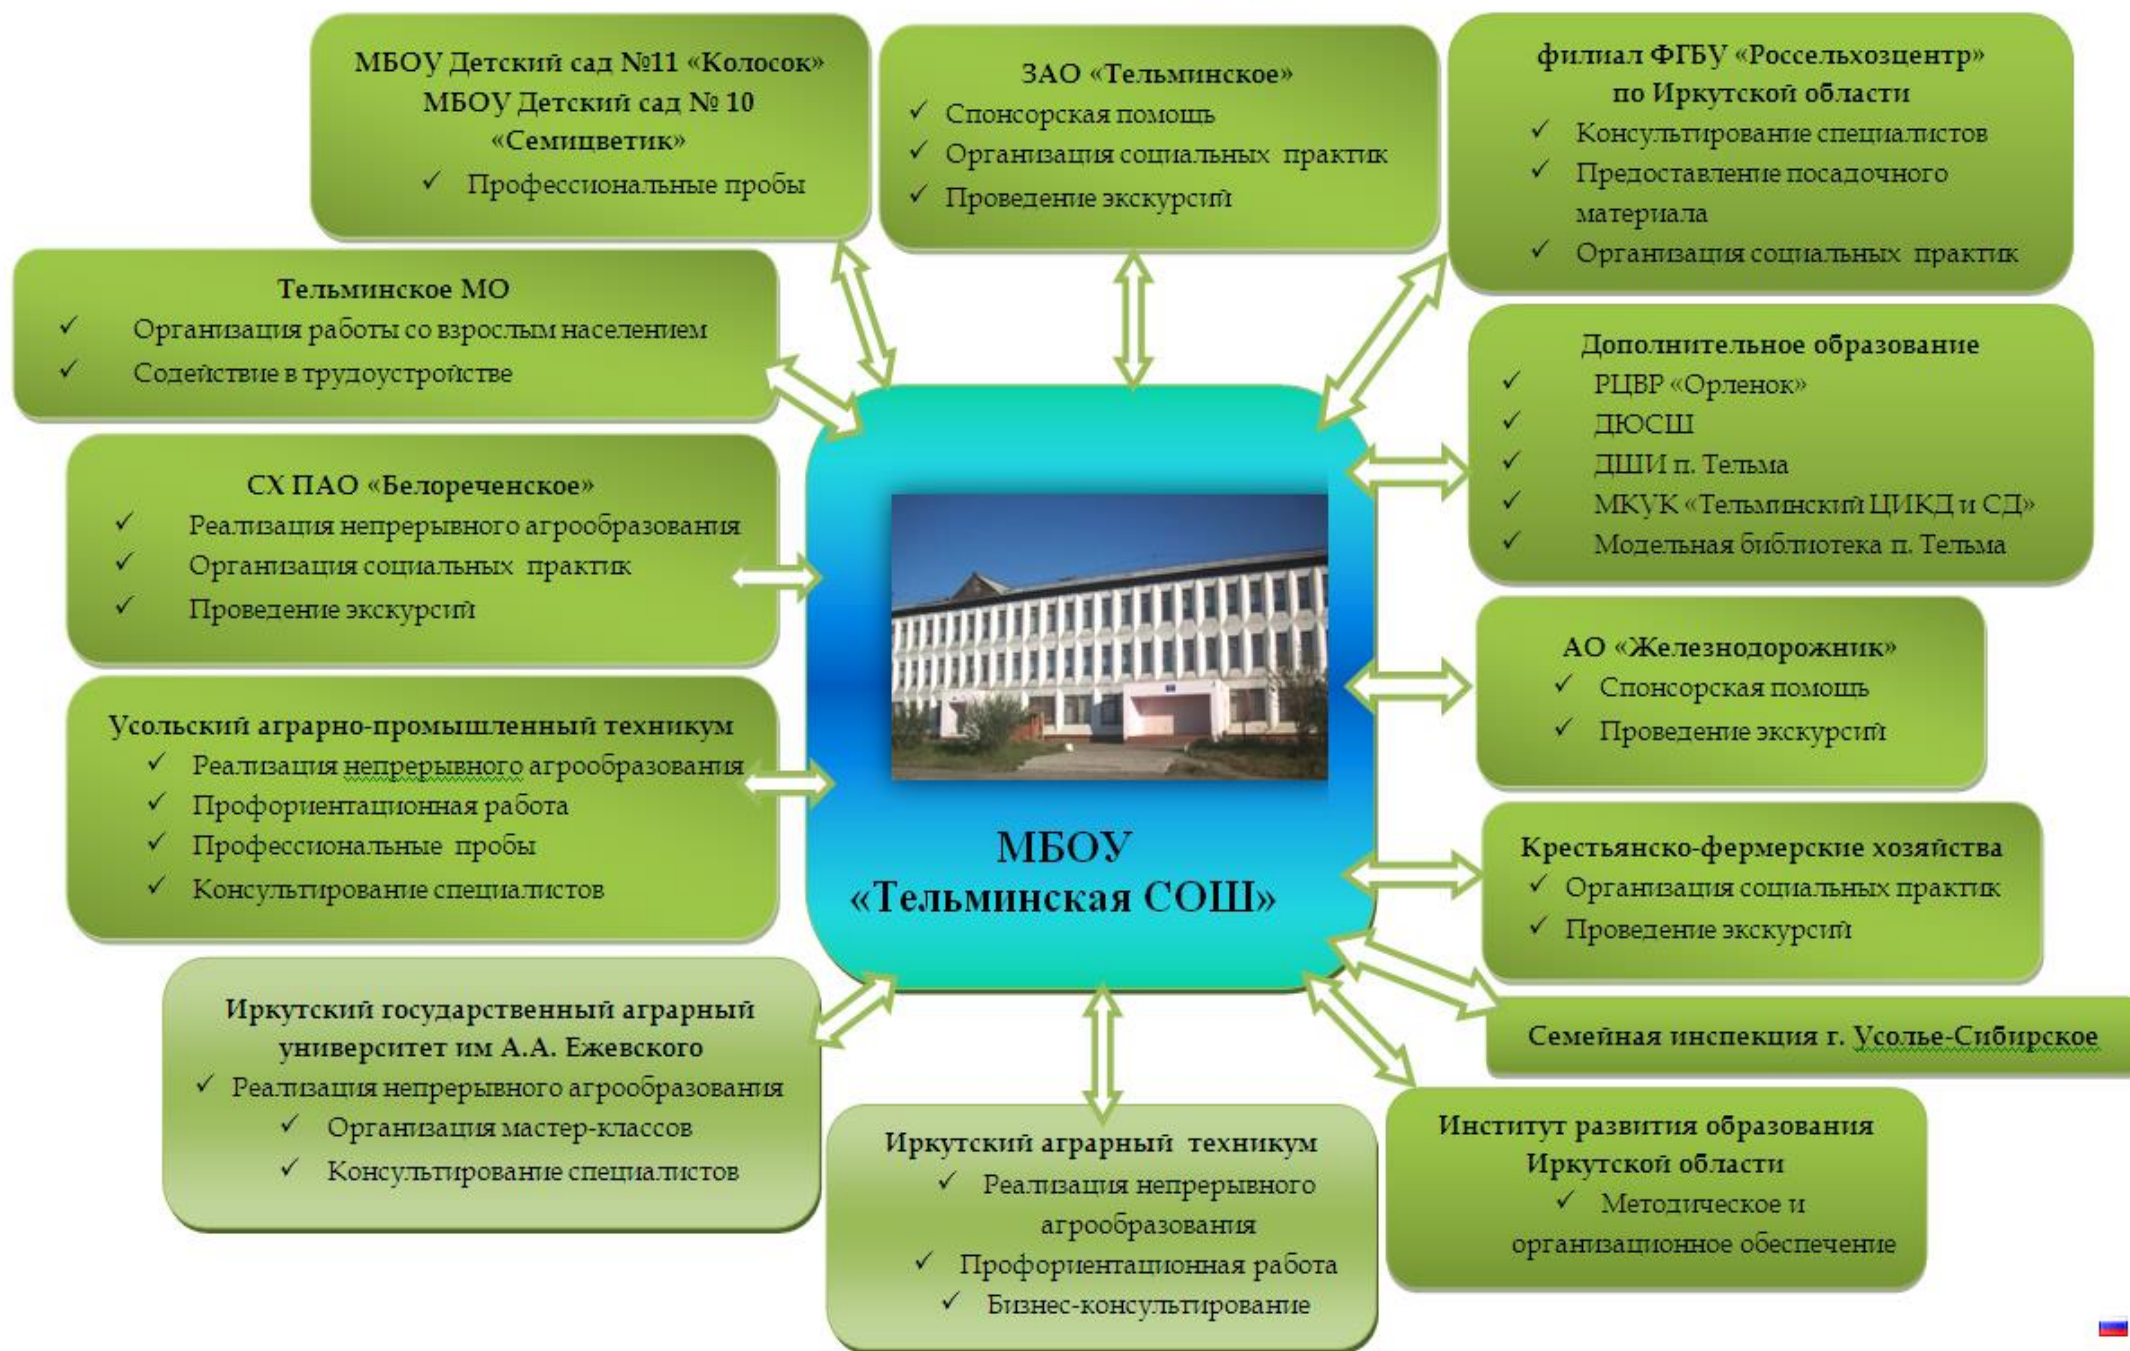 МБОУ Детский сад №11 «Колосок»
МБОУ Детский сад № 10
«Семицветик»
✓ Профессиональные пробы
ЗАО «Тельминское»
✓ Спонсорская помощь
✓ Организация социальных практик
✓ Проведение экскурсий
филиал ФГБУ «Россельхозцентр»
по Иркутской области
✓ Консультирование специалистов
✓ Предоставление посадочного
материала
✓ Организация социальных практик
Тельминское МО
✓ Организация работы со взрослым населением
✓ Содействие в трудоустройстве
Дополнительное образование
✓ РЦВР «Орленок»
✓ ДЮСШ
✓ ДШИ п. Тельма
✓ МКУК «Тельминский ЦИКД и СД»
✓ Модельная библиотека п. Тельма
СХ ПАО «Белореченское»
✓ Реализация непрерывного агрообразования
✓ Организация социальных практик
✓ Проведение экскурсий
АО «Железнодорожник»
✓ Спонсорская помощь
✓ Проведение экскурсий
Усольский аграрно-промышленный техникум
✓ Реализация непрерывного агрообразования
✓ Профориентационная работа
✓ Профессиональные пробы
✓ Консультирование специалистов
МБОУ
«Тельминская СОШ»
Крестьянско-фермерские хозяйства
✓ Организация социальных практик
✓ Проведение экскурсий
Семейная инспекция г. Усолье-Сибирское
Иркутский государственный аграрный
университет им А.А. Ежевского
✓ Реализация непрерывного агрообразования
✓ Организация мастер-классов
✓ Консультирование специалистов
Иркутский аграрный техникум
✓ Реализация непрерывного
агрообразования
✓ Профориентационная работа
✓ Бизнес-консультирование
Институт развития образования
Иркутской области
✓ Методическое и
организационное обеспечение